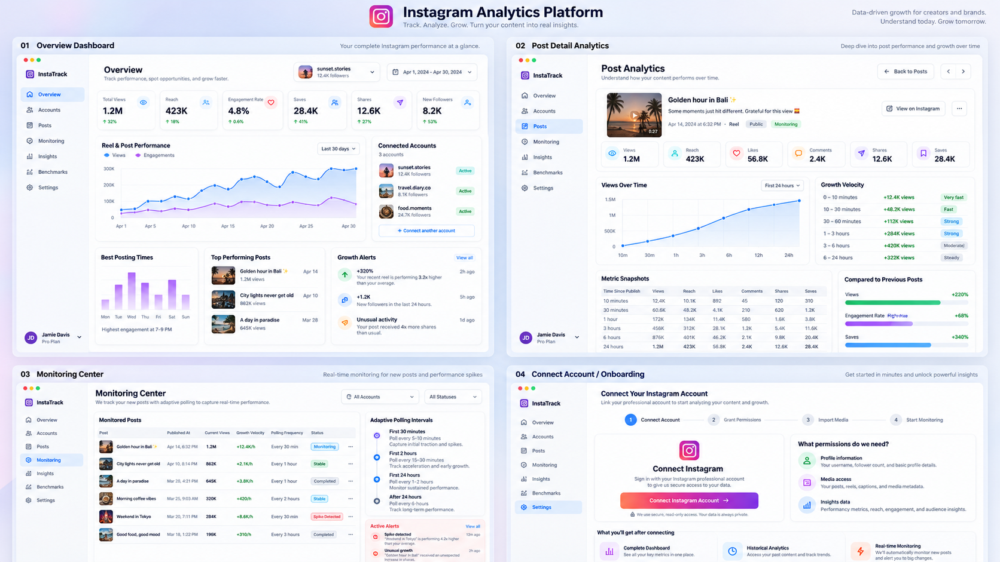 Instagram Analytics Platform
Track. Analyze. Grow. Turn your content into real insights.
Data-driven growth for creators and brands.
Understand today. Grow tomorrow.
01 Overview Dashboard
Your complete Instagram performance at a glance.
InstaTrack
Overview
Accounts
Posts
Monitoring
Insights
Benchmarks
Settings
JD Jamie Davis
Pro Plan
Overview
Track performance, spot opportunities, and grow faster.
sunset.stories
12.4K followers
Apr 1, 2024 - Apr 30, 2024
Total Views
1.2M
↑ 32%
Reach
423K
↑ 18%
Engagement Rate
4.8%
↑ 0.6%
Saves
28.4K
↑ 41%
Shares
12.6K
↑ 27%
New Followers
8.2K
↑ 53%
Reel & Post Performance
Last 30 days
Views Engagements
300K
200K
100K
0
Apr 1 Apr 5 Apr 10 Apr 15 Apr 20 Apr 25 Apr 30
Connected Accounts
3 accounts
sunset.stories
12.4K followers
Active
travel.diary.co
8.1K followers
Active
food.moments
24.7K followers
Active
+ Connect another account
Best Posting Times
Mon Tue Wed Thu Fri Sat Sun
Highest engagement at 7-9 PM
Top Performing Posts
Golden hour in Bali ✨ Apr 14
1.2M views
City lights never get old Apr 10
862K views
A day in paradise Mar 28
645K views
Growth Alerts
View all
+320% 2h ago
Your recent reel is performing 3.2x higher
than your average.
+1.2K 5h ago
New followers in the last 24 hours.
Unusual activity 1d ago
Your post received 4x more shares
than usual.
02 Post Detail Analytics
Deep dive into post performance and growth over time
InstaTrack
Overview
Accounts
Posts
Monitoring
Insights
Benchmarks
Settings
JD Jamie Davis
Pro Plan
Post Analytics
Understand how your content performs over time.
← Back to Posts
Golden hour in Bali ✨
Some moments just hit different. Grateful for this view 🌅
Apr 14, 2024 at 6:32 PM • Reel Public Monitoring
0:27
View on Instagram
Views
1.2M
Reach
423K
Likes
56.8K
Comments
2.4K
Shares
12.6K
Saves
28.4K
Views Over Time
First 24 hours
1.5M
1M
500K
0
10m 30m 1h 3h 6h 12h 24h
Growth Velocity
0 – 10 minutes +12.4K views Very fast
10 – 30 minutes +48.2K views Fast
30 – 60 minutes +112K views Strong
1 – 3 hours +284K views Strong
3 – 6 hours +420K views Moderate
6 – 24 hours +322K views Steady
Metric Snapshots
Time Since Publish Views Reach Likes Comments Shares Saves
10 minutes 12.4K 10.1K 892 45 120 310
30 minutes 60.6K 48.2K 4.1K 210 620 1.2K
1 hour 172K 134K 11.4K 580 1.6K 3.8K
3 hours 456K 312K 28.1K 1.2K 5.4K 11.6K
6 hours 876K 401K 46.2K 2.1K 9.8K 20.4K
24 hours 1.2M 423K 56.8K 2.4K 12.6K 28.4K
Compared to Previous Posts
Views +220%
Engagement Rate +68%
Saves +340%
03 Monitoring Center
Real-time monitoring for new posts and performance spikes
InstaTrack
Overview
Accounts
Posts
Monitoring
Insights
Benchmarks
Settings
Monitoring Center
We track your new posts with adaptive polling to capture real-time performance.
All Accounts
All Statuses
Monitored Posts
Post Published At Current Views Growth Velocity Polling Frequency Status
Golden hour in Bali ✨ Apr 14, 6:32 PM 1.2M +12.4K/h Every 30 min Monitoring
City lights never get old Apr 10, 8:14 PM 862K +2.1K/h Every 1 hour Stable
A day in paradise Mar 28, 4:21 PM 645K +3.8K/h Every 1 hour Completed
Morning coffee vibes Mar 25, 9:03 AM 320K +420/h Every 2 hours Stable
Weekend in Tokyo Mar 20, 7:11 PM 284K +8.6K/h Every 30 min Spike Detected
Good food, good mood Mar 18, 1:22 PM 196K +310/h Every 3 hours Completed
Adaptive Polling Intervals
First 30 minutes
Poll every 5-10 minutes
Capture initial traction and spikes.
First 2 hours
Poll every 15-30 minutes
Track acceleration and early growth.
First 24 hours
Poll every 1-2 hours
Monitor sustained performance.
After 24 hours
Poll every 6-hours
Track long-term performance.
Active Alerts
View all
Spike detected 12m ago
"Weekend in Tokyo" is performing 4.2x higher
than your average.
Unusual growth 2h ago
"Golden hour in Bali" received an unexpected
increase in shares.
04 Connect Account / Onboarding
Get started in minutes and unlock powerful insights
InstaTrack
Overview
Accounts
Posts
Monitoring
Insights
Benchmarks
Settings
Connect Your Instagram Account
Link your professional account to start analyzing your content and growth.
1 Connect Account 2 Grant Permissions 3 Import Media 4 Start Monitoring
Connect Instagram
Sign in with your Instagram professional account
to give us secure access to your data.
Connect Instagram Account →
We use secure, read-only access. Your data is always private.
What permissions do we need?
Profile information
Your username, follower count, and basic profile details.
Media access
Your posts, reels, captions, and media metadata.
Insights data
Performancy metrics, reach, engagement, and audience insights.
What you'll get after connecting
Complete Dashboard
See all your key metrics in one place.
Historical Analytics
Access your past content and track trends.
Real-time Monitoring
We'll automatically monitor new posts
and alert you to big changes.